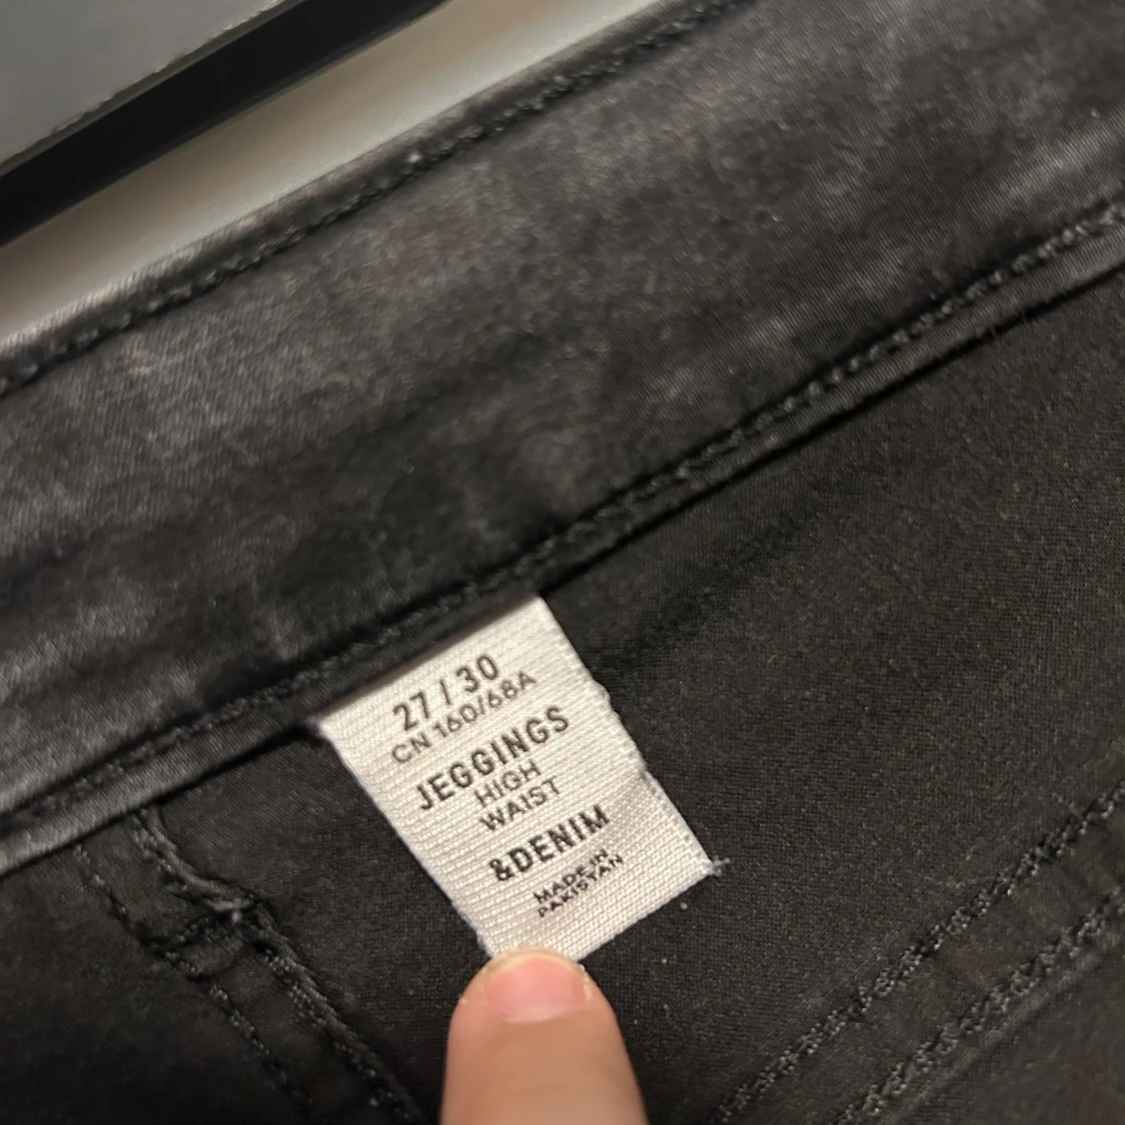 27 / 30
CN 160/68A
JEGGINGS
HIGH
WAIST
&DENIM
MADE IN
PAKISTAN